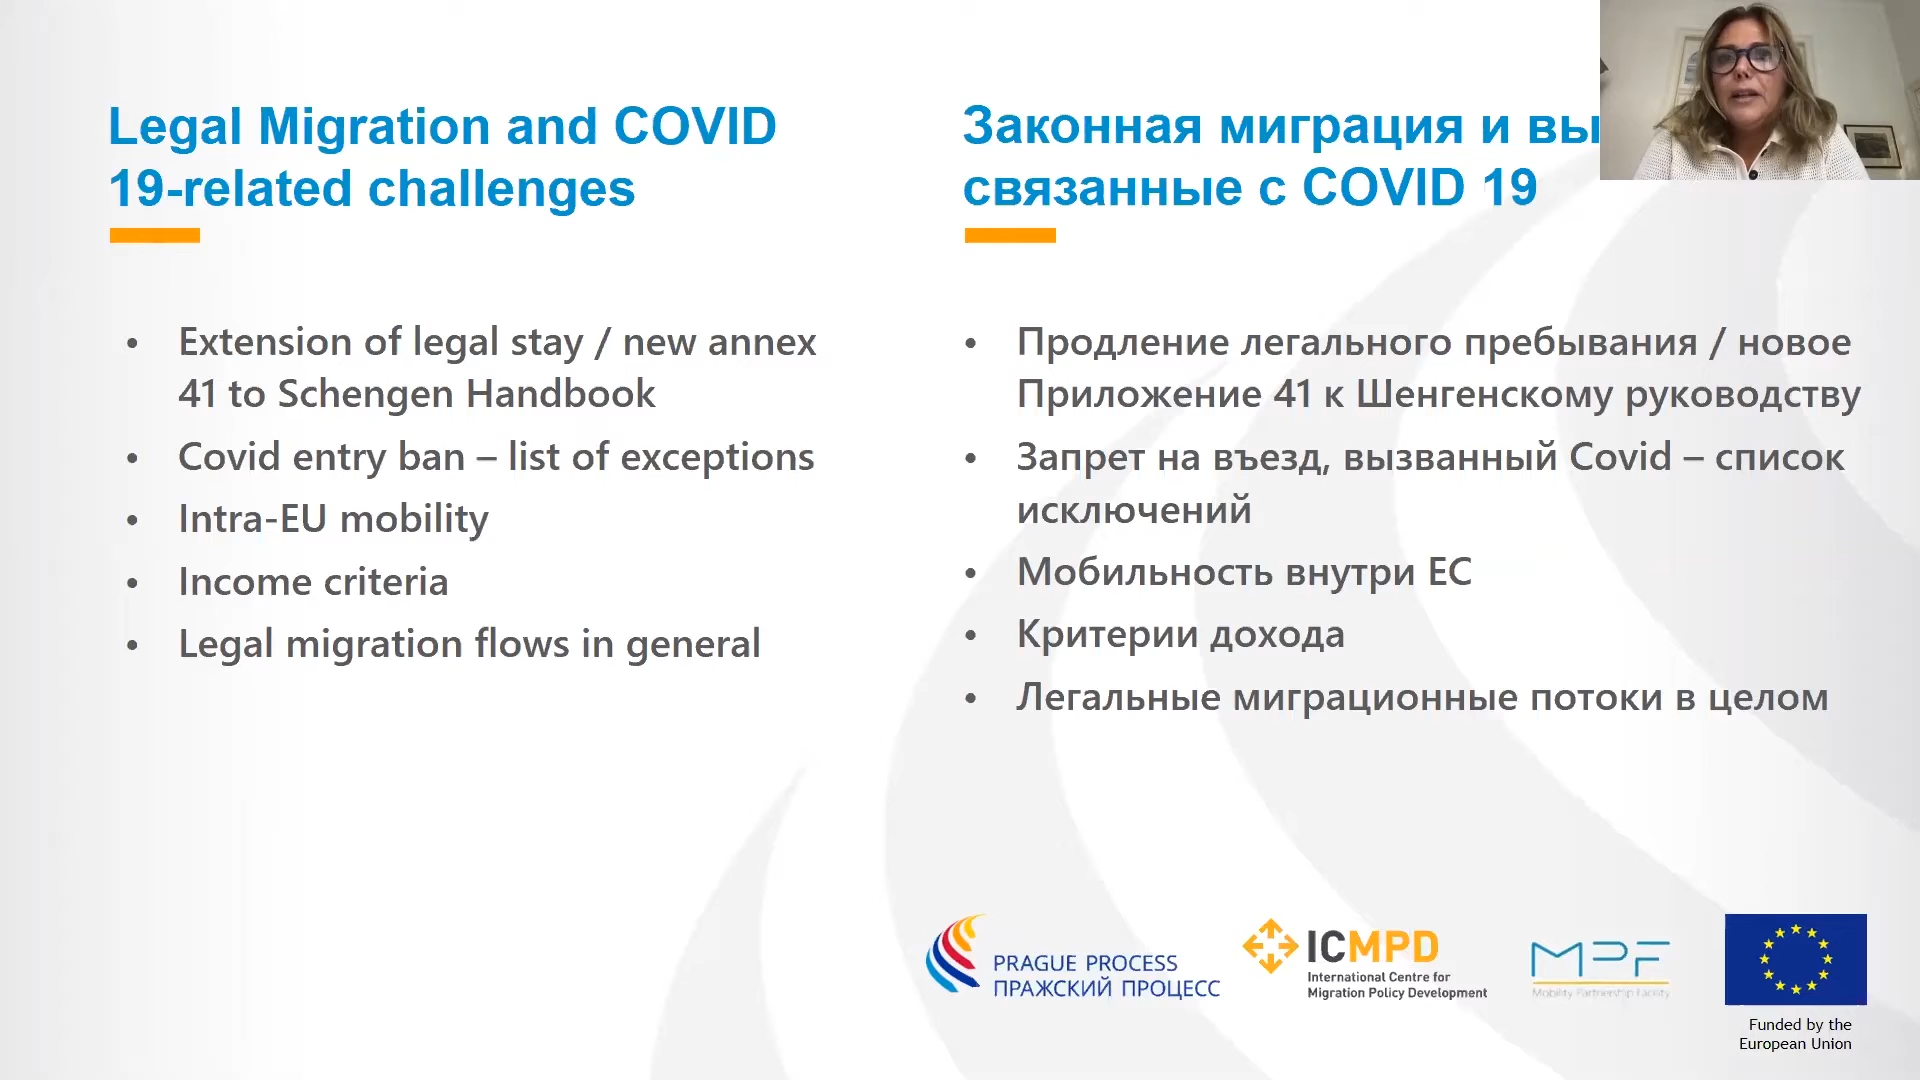 Legal Migration and COVID
19-related challenges
• Extension of legal stay / new annex
41 to Schengen Handbook
• Covid entry ban – list of exceptions
• Intra-EU mobility
• Income criteria
• Legal migration flows in general
Законная миграция и вы
связанные с COVID 19
• Продление легального пребывания / новое
Приложение 41 к Шенгенскому руководству
• Запрет на въезд, вызванный Covid – список
исключений
• Мобильность внутри ЕС
• Критерии дохода
• Легальные миграционные потоки в целом
PRAGUE PROCESS
ПРАЖСКИЙ ПРОЦЕСС
ICMPD
International Centre for
Migration Policy Development
MPF
Mobility Partnership Facility
Funded by the
European Union